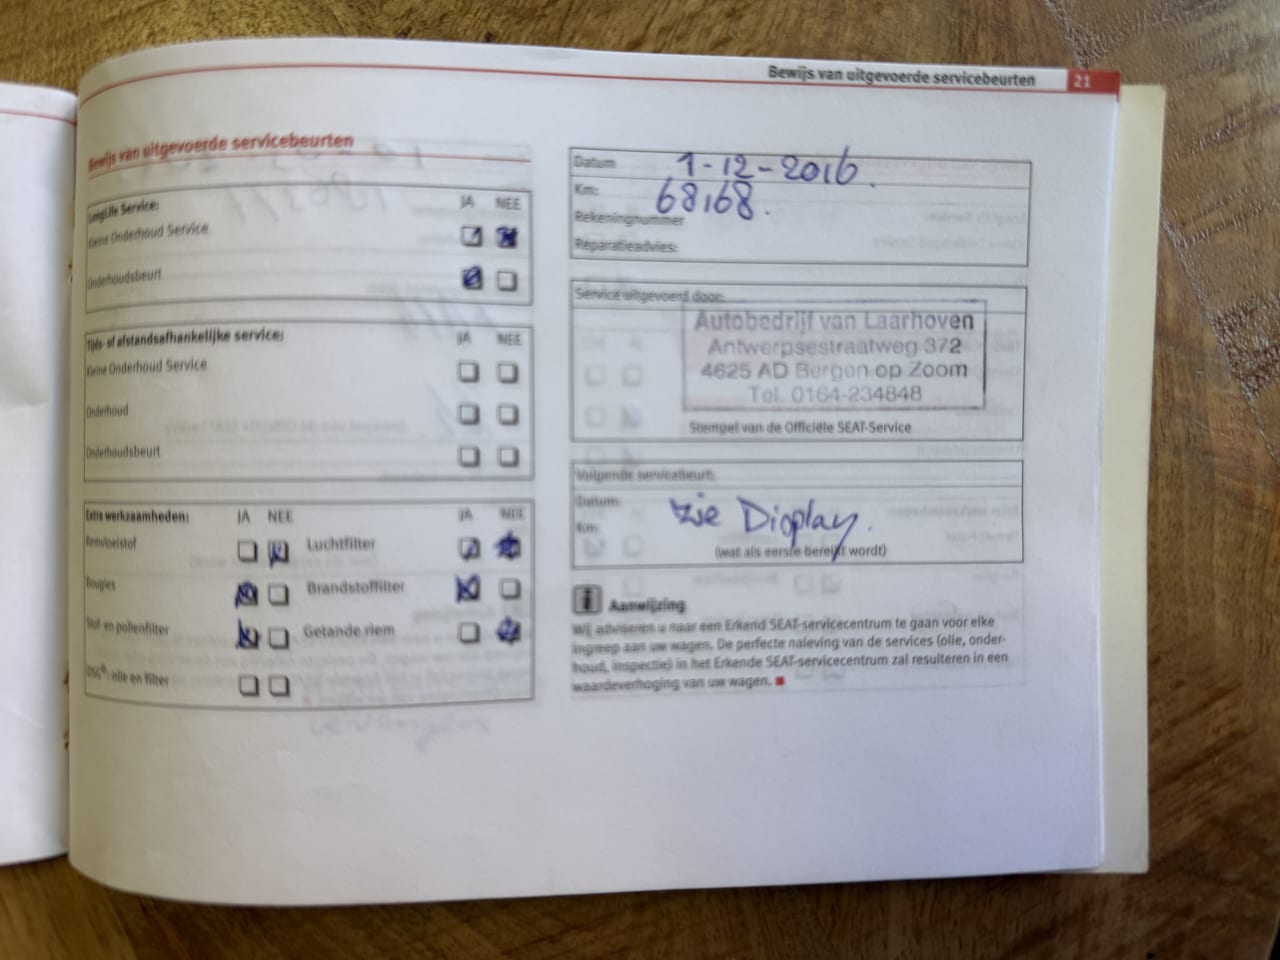 Bewijs van uitgevoerde servicebeurten 21
Bewijs van uitgevoerde servicebeurten
LongLife Service: JA NEE
Kleine Onderhoud Service
Onderhoudsbeurt
Tijds- of afstandsafhankelijke service: JA NEE
Kleine Onderhoud Service
Onderhoud
Onderhoudsbeurt
Extra werkzaamheden: JA NEE JA NEE
Remvloeistof Luchtfilter
Bougies Brandstoffilter
Stof- en pollenfilter Getande riem
DSG®: olie en filter
Datum 1-12-2016.
Km: 68168.
Rekeningnummer
Reparatieadvies:
Service uitgevoerd door:
Autobedrijf van Laarhoven
Antwerpsestraatweg 372
4625 AD Bergen op Zoom
Tel. 0164-234848
Stempel van de Officiële SEAT-Service
Volgende servicebeurt:
Datum: zie Display.
Km:
(wat als eerste bereikt wordt)
Aanwijzing
Wij adviseren u naar een Erkend SEAT-servicecentrum te gaan voor elke
ingreep aan uw wagen. De perfecte naleving van de services (olie, onder-
houd, inspectie) in het Erkende SEAT-servicecentrum zal resulteren in een
waardeverhoging van uw wagen.